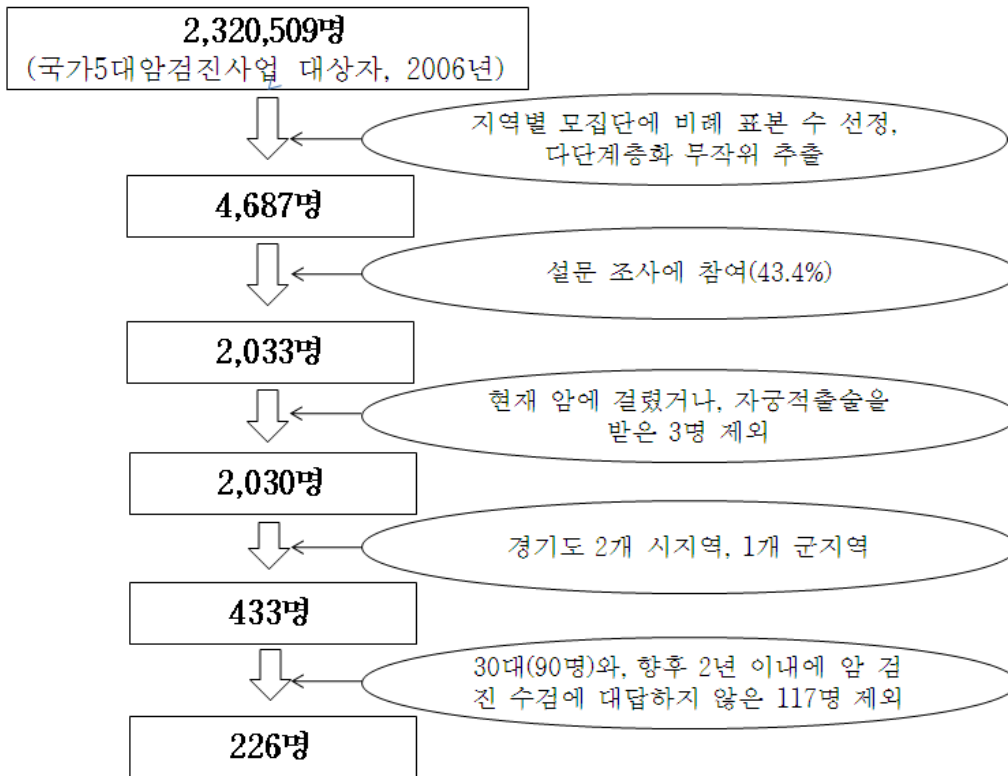 2,320,509명
(국가5대암검진사업 대상자, 2006년)
지역별 모집단에 비례 표본 수 선정,
다단계층화 무작위 추출
4,687명
설문 조사에 참여(43.4%)
2,033명
현재 암에 걸렸거나, 자궁적출술을
받은 3명 제외
2,030명
경기도 2개 시지역, 1개 군지역
433명
30대(90명)와, 향후 2년 이내에 암 검
진 수검에 대답하지 않은 117명 제외
226명